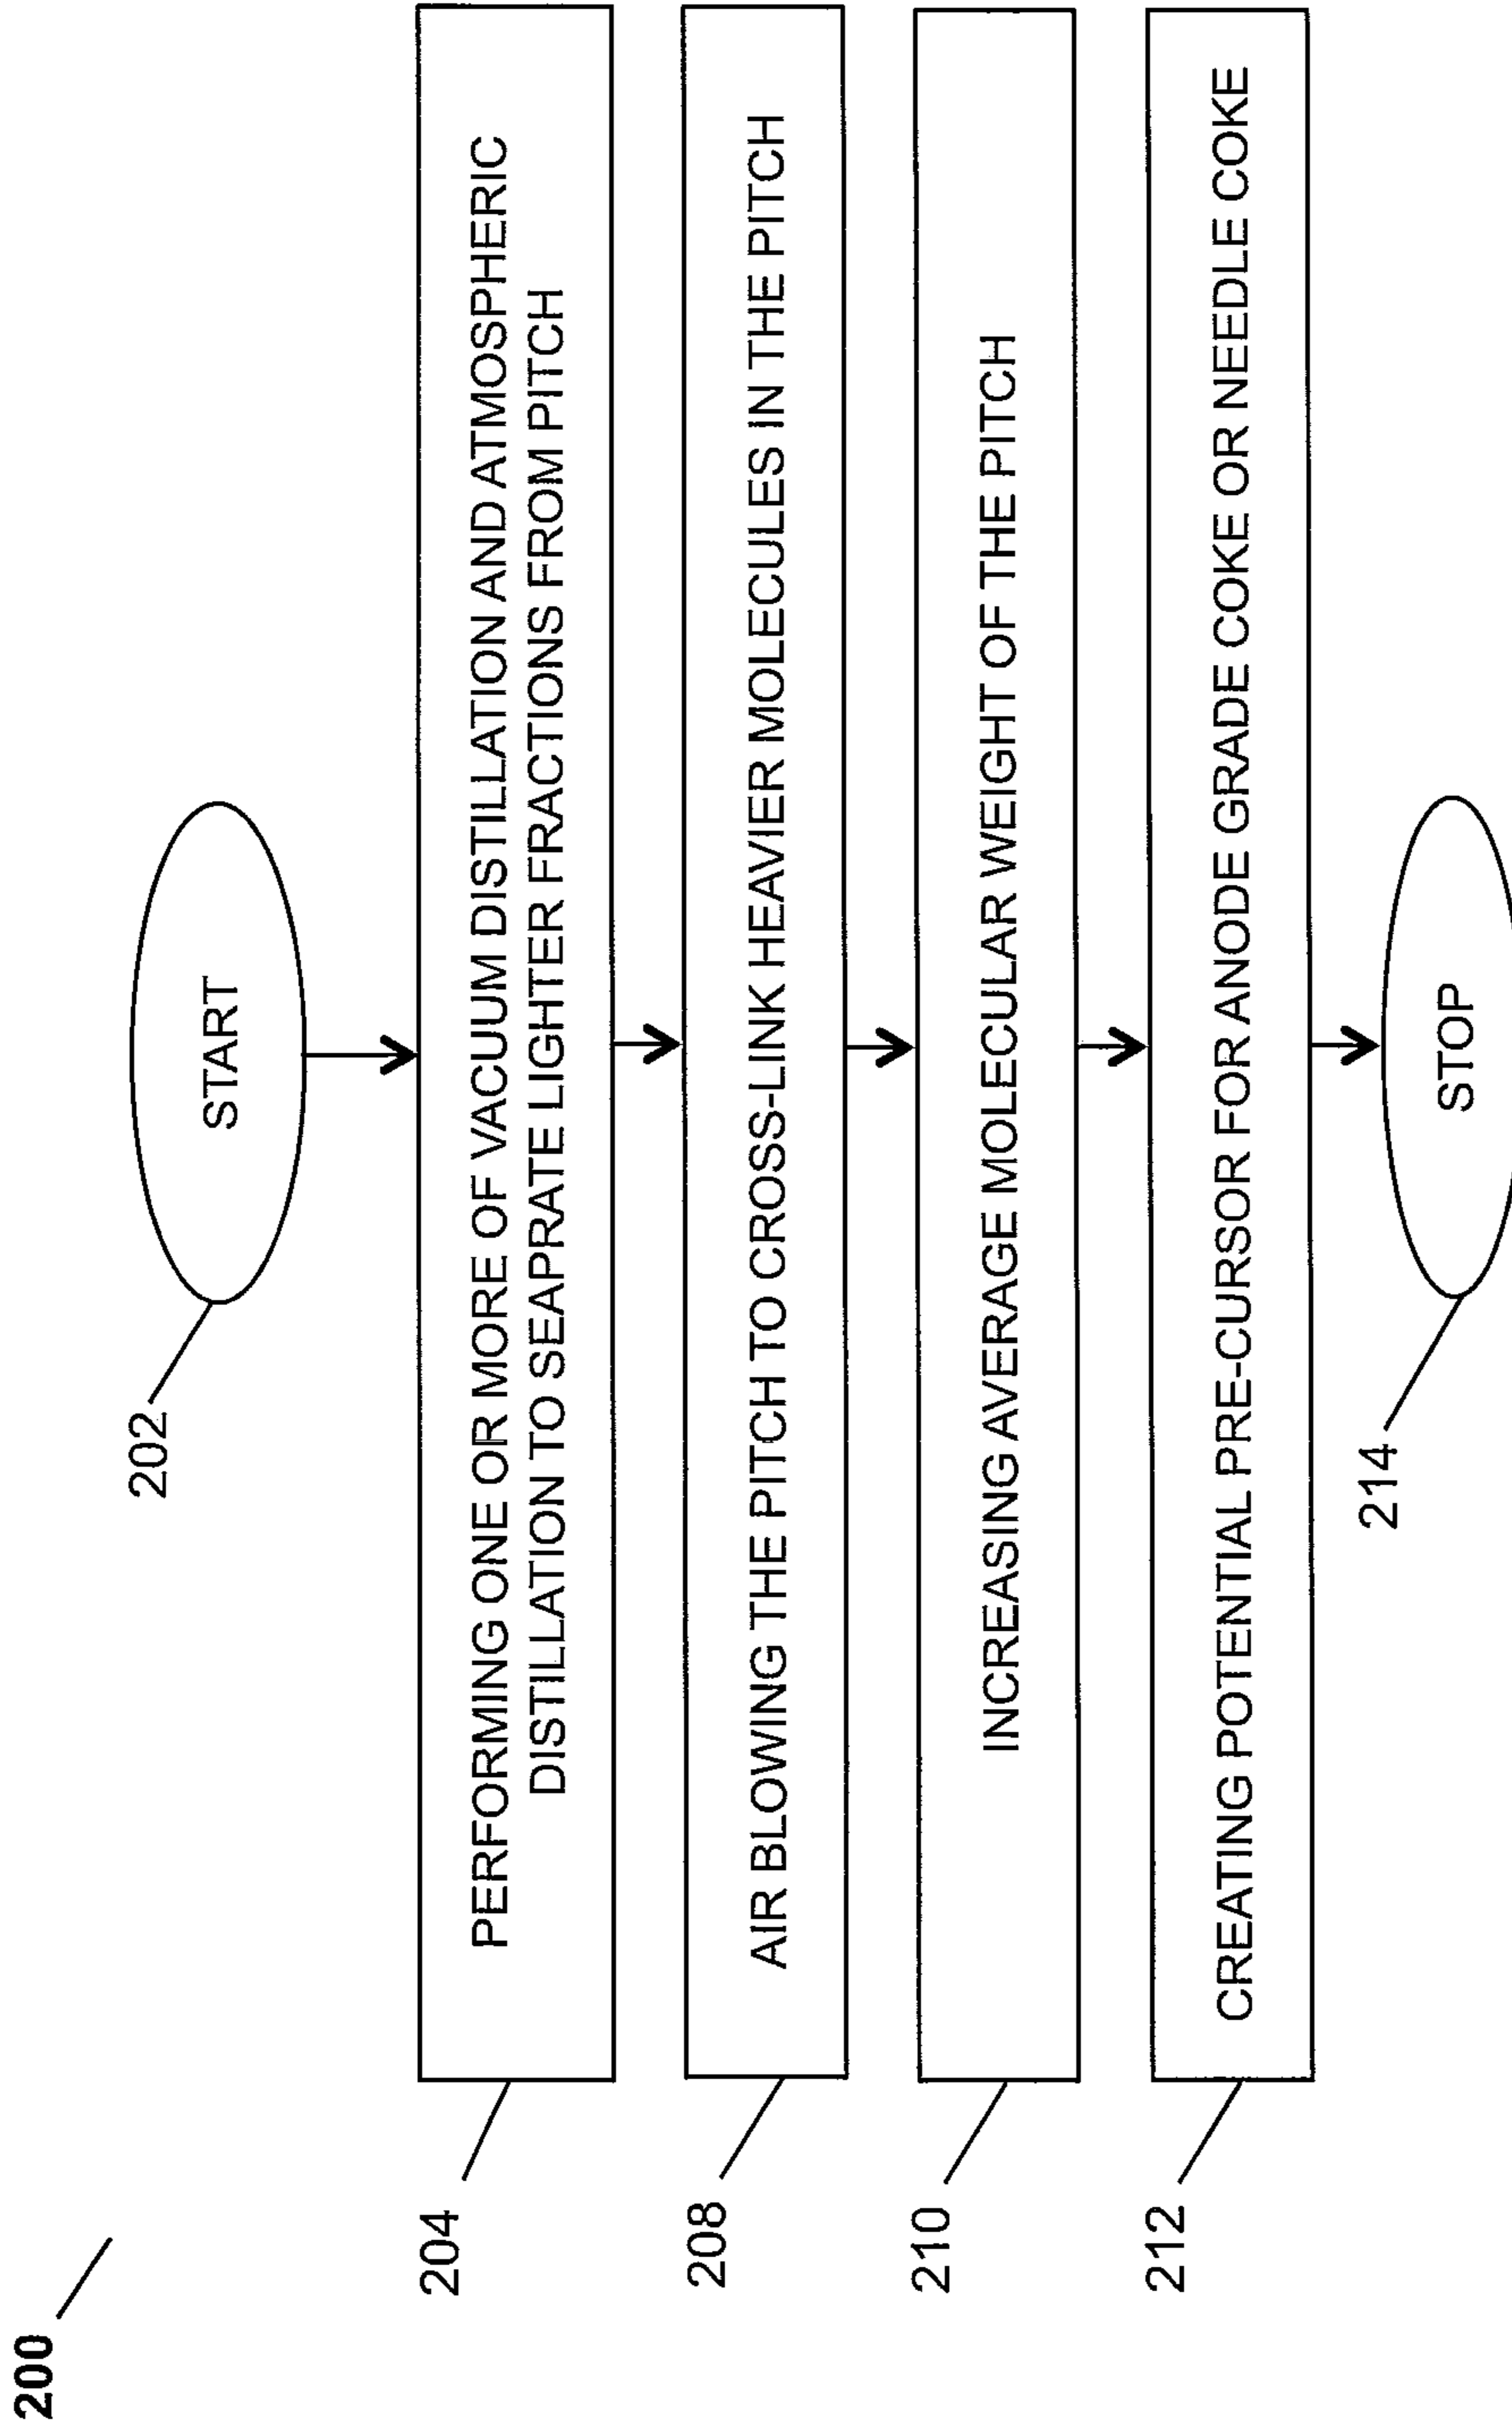 200
202
START
204
PERFORMING ONE OR MORE OF VACUUM DISTILLATION AND ATMOSPHERIC
DISTILLATION TO SEAPRATE LIGHTER FRACTIONS FROM PITCH
208
AIR BLOWING THE PITCH TO CROSS-LINK HEAVIER MOLECULES IN THE PITCH
210
INCREASING AVERAGE MOLECULAR WEIGHT OF THE PITCH
212
CREATING POTENTIAL PRE-CURSOR FOR ANODE GRADE COKE OR NEEDLE COKE
214
STOP